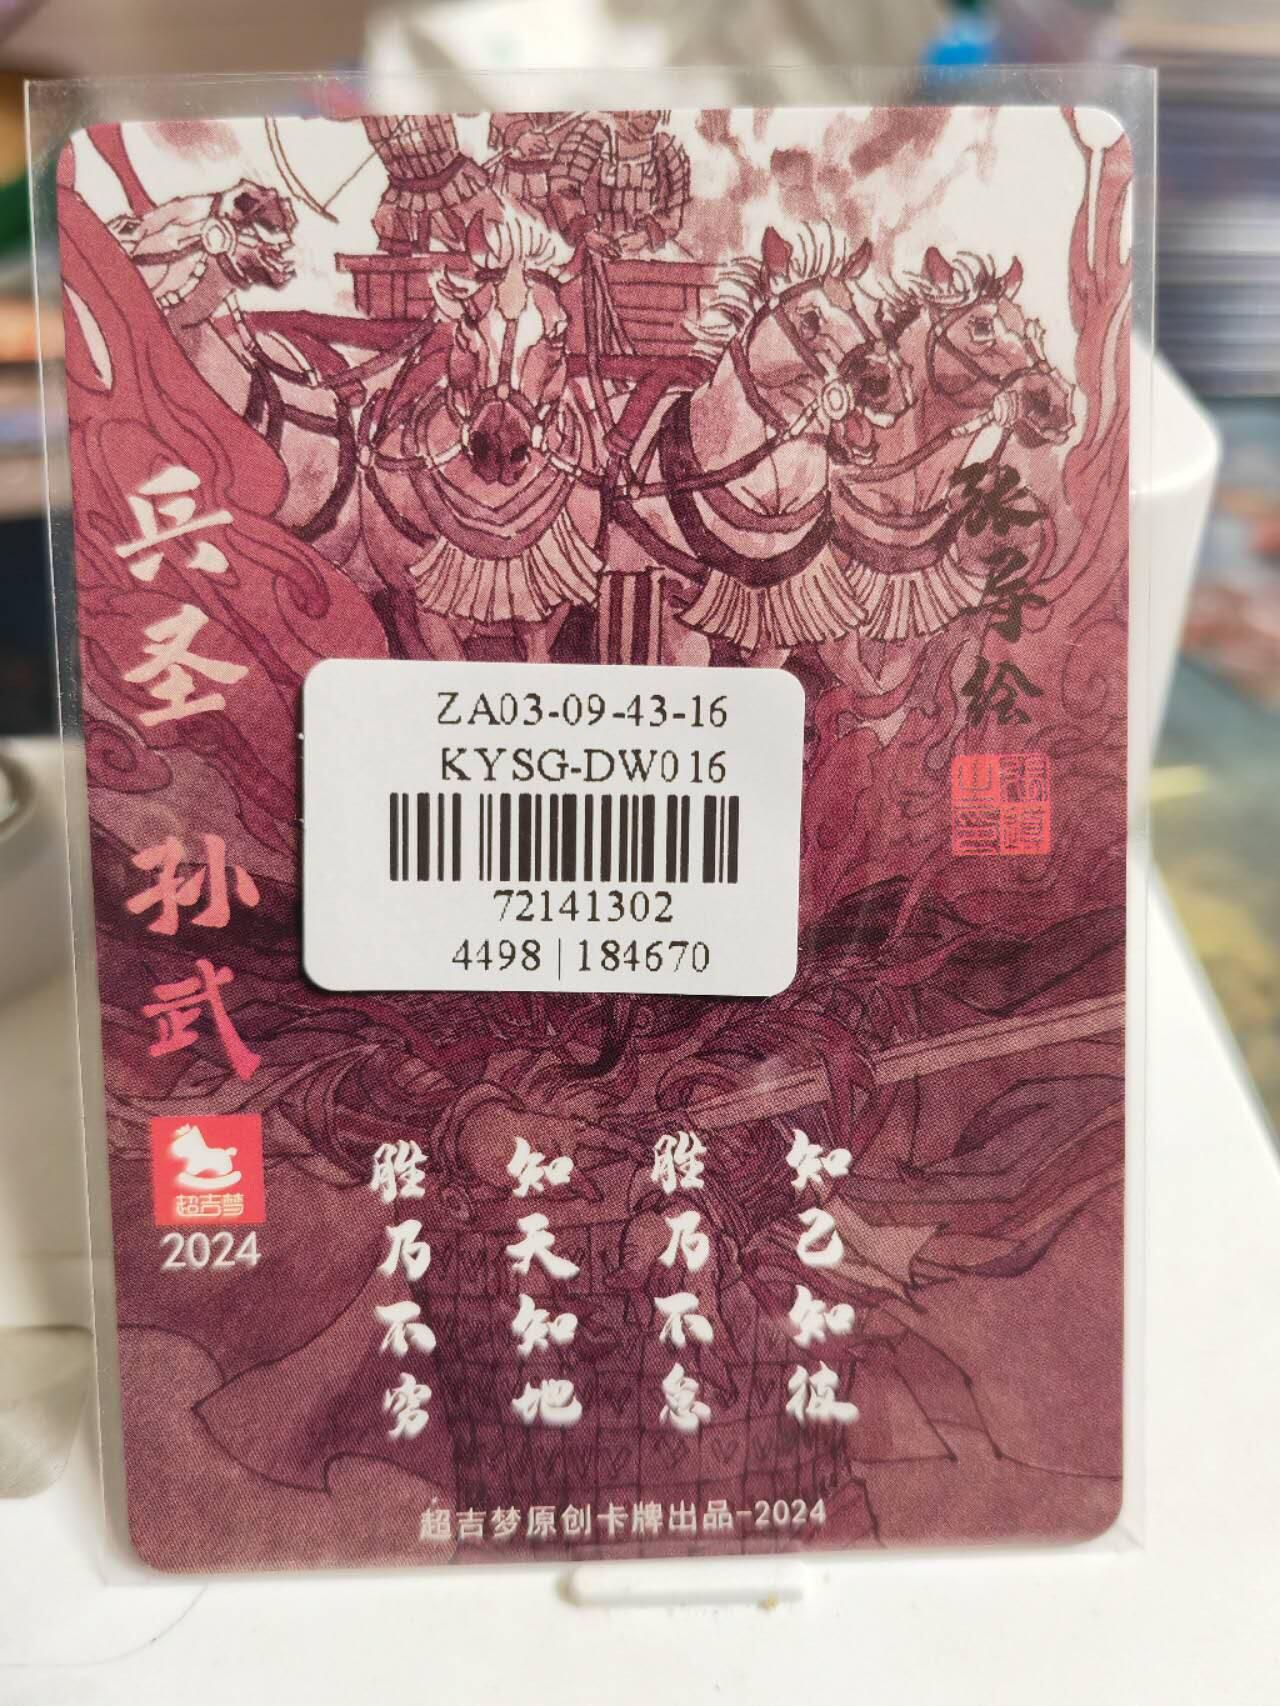 兵圣 孙武
张绘
ZA03-09-43-16
KYSG-DW016
72141302
4498|184670
超吉梦
2024
知己知彼
胜乃不怠
知天知地
胜乃不穷
超吉梦原创卡牌出品-2024